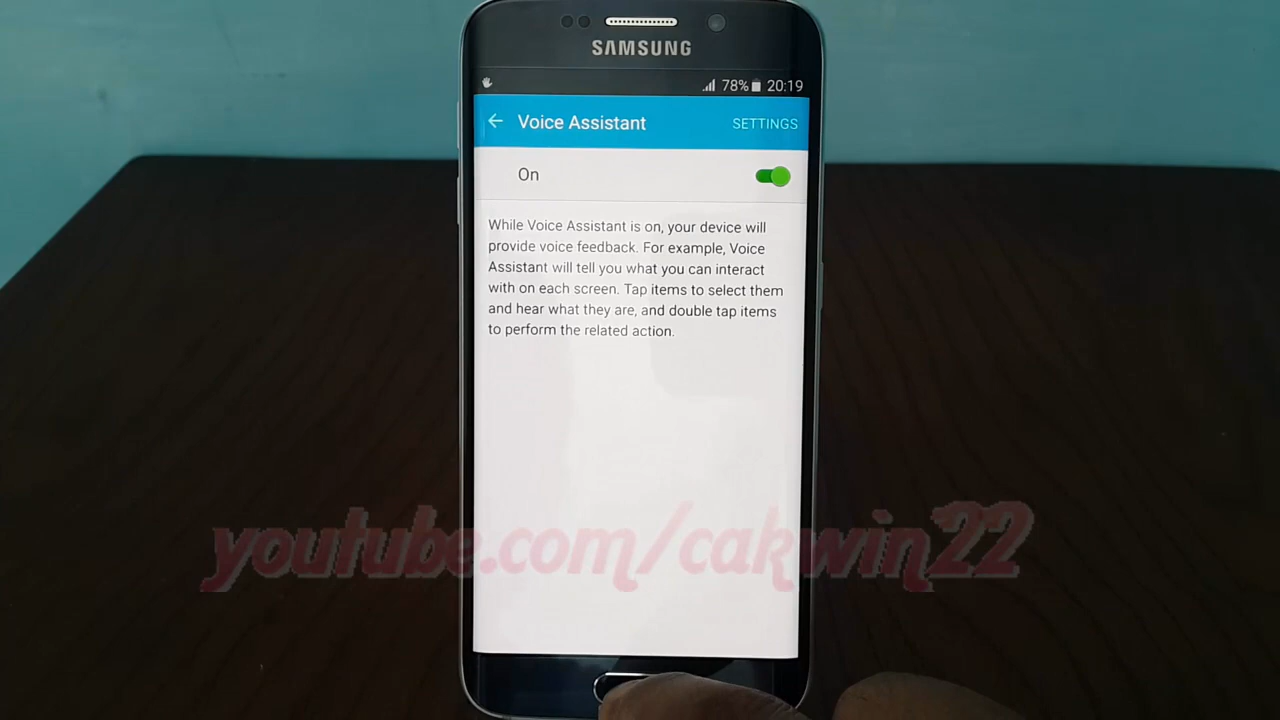 SAMSUNG
78% 20:19
Voice Assistant SETTINGS
On
While Voice Assistant is on, your device will
provide voice feedback. For example, Voice
Assistant will tell you what you can interact
with on each screen. Tap items to select them
and hear what they are, and double tap items
to perform the related action.
youtube.com/cakwin22